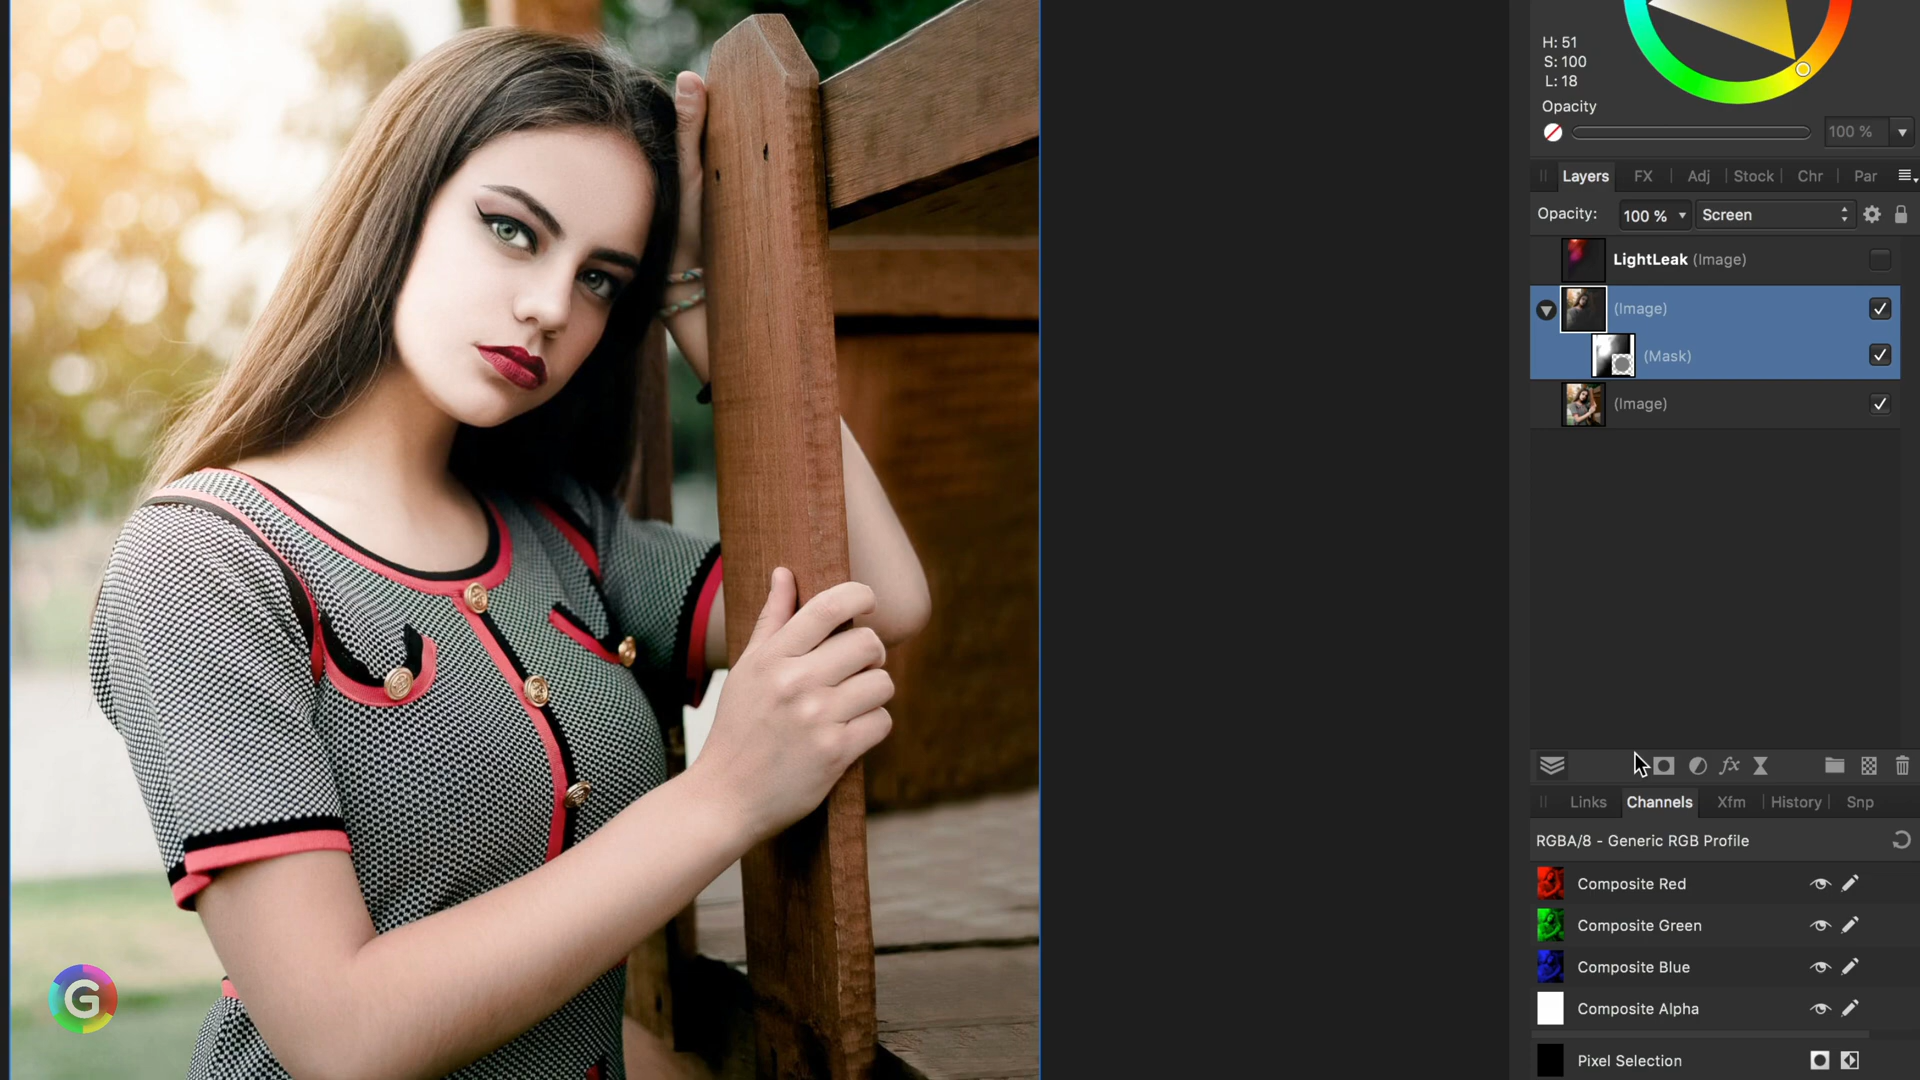 H: 51
S: 100
L: 18
Opacity
100 %
Layers FX Adj Stock Chr Par
Opacity: 100 % Screen
LightLeak (Image)
(Image)
(Mask)
(Image)
fx
Links Channels Xfm History Snp
RGBA/8 - Generic RGB Profile
Composite Red
Composite Green
Composite Blue
Composite Alpha
Pixel Selection
G